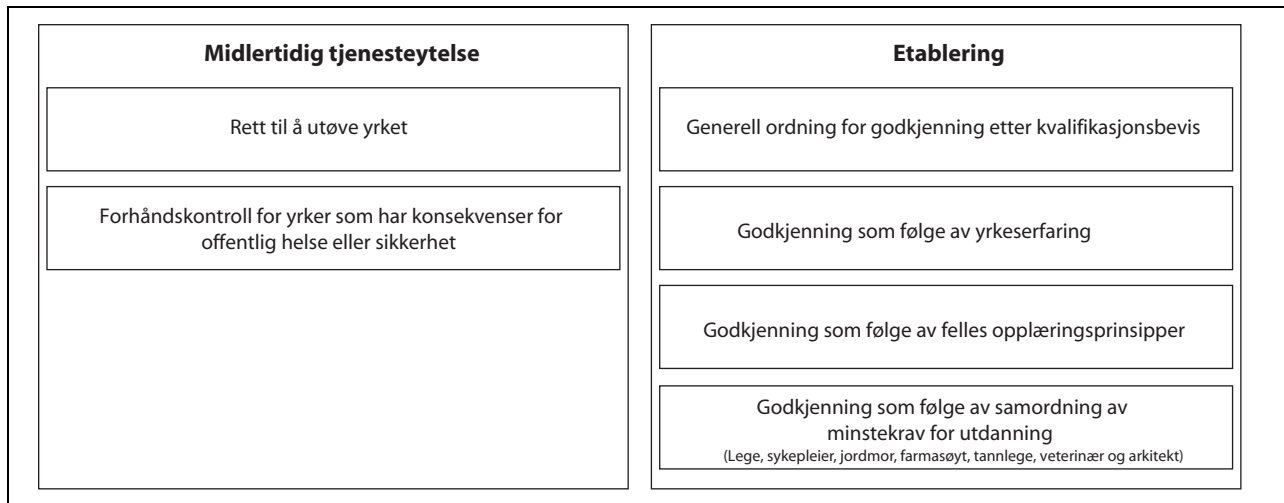 Midlertidig tjenesteytelse
Rett til å utøve yrket
Forhåndskontroll for yrker som har konsekvenser for
offentlig helse eller sikkerhet
Etablering
Generell ordning for godkjenning etter kvalifikasjonsbevis
Godkjenning som følge av yrkeserfaring
Godkjenning som følge av felles opplæringsprinsipper
Godkjenning som følge av samordning av
minstekrav for utdanning
(Lege, sykepleier, jordmor, farmasøyt, tannlege, veterinær og arkitekt)